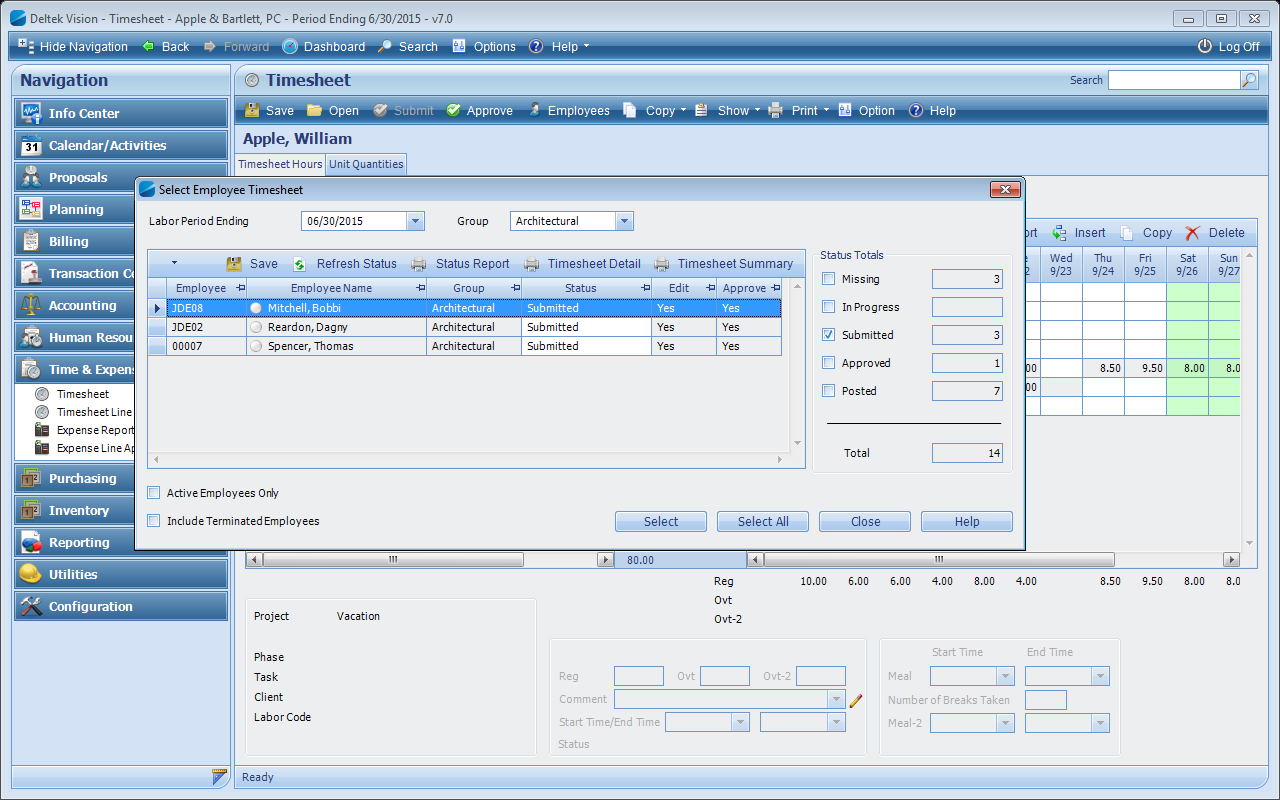 Deltek Vision - Timesheet - Apple & Bartlett, PC - Period Ending 6/30/2015 - v7.0
Hide Navigation Back Forward Dashboard Search Options Help Log Off
Navigation
Info Center
31 Calendar/Activities
Proposals
Planning
Billing
Transaction Ce
Accounting
Human Resou
Time & Expens
Timesheet
Timesheet Line
Expense Report
Expense Line Ap
Purchasing
Inventory
Reporting
Utilities
Configuration
Timesheet Search
Save Open Submit Approve Employees Copy Show Print Option Help
Apple, William
Timesheet Hours Unit Quantities
Select Employee Timesheet
Labor Period Ending 06/30/2015 Group Architectural
Save Refresh Status Status Report Timesheet Detail Timesheet Summary
Employee Employee Name Group Status Edit Approve
JDE08 Mitchell, Bobbi Architectural Submitted Yes Yes
JDE02 Reardon, Dagny Architectural Submitted Yes Yes
00007 Spencer, Thomas Architectural Submitted Yes Yes
Status Totals
Missing 3
In Progress
Submitted 3
Approved 1
Posted 7
Total 14
Active Employees Only
Include Terminated Employees
Select Select All Close Help
ort Insert Copy Delete
e Wed Thu Fri Sat Sun
2 9/23 9/24 9/25 9/26 9/27
00 8.50 9.50 8.00 8.0
00
80.00
Reg 10.00 6.00 6.00 4.00 8.00 4.00 8.50 9.50 8.00 8.0
Ovt
Ovt-2
Project Vacation
Phase
Task
Client
Labor Code
Reg Ovt Ovt-2
Comment
Start Time/End Time
Status
Start Time End Time
Meal
Number of Breaks Taken
Meal-2
Ready